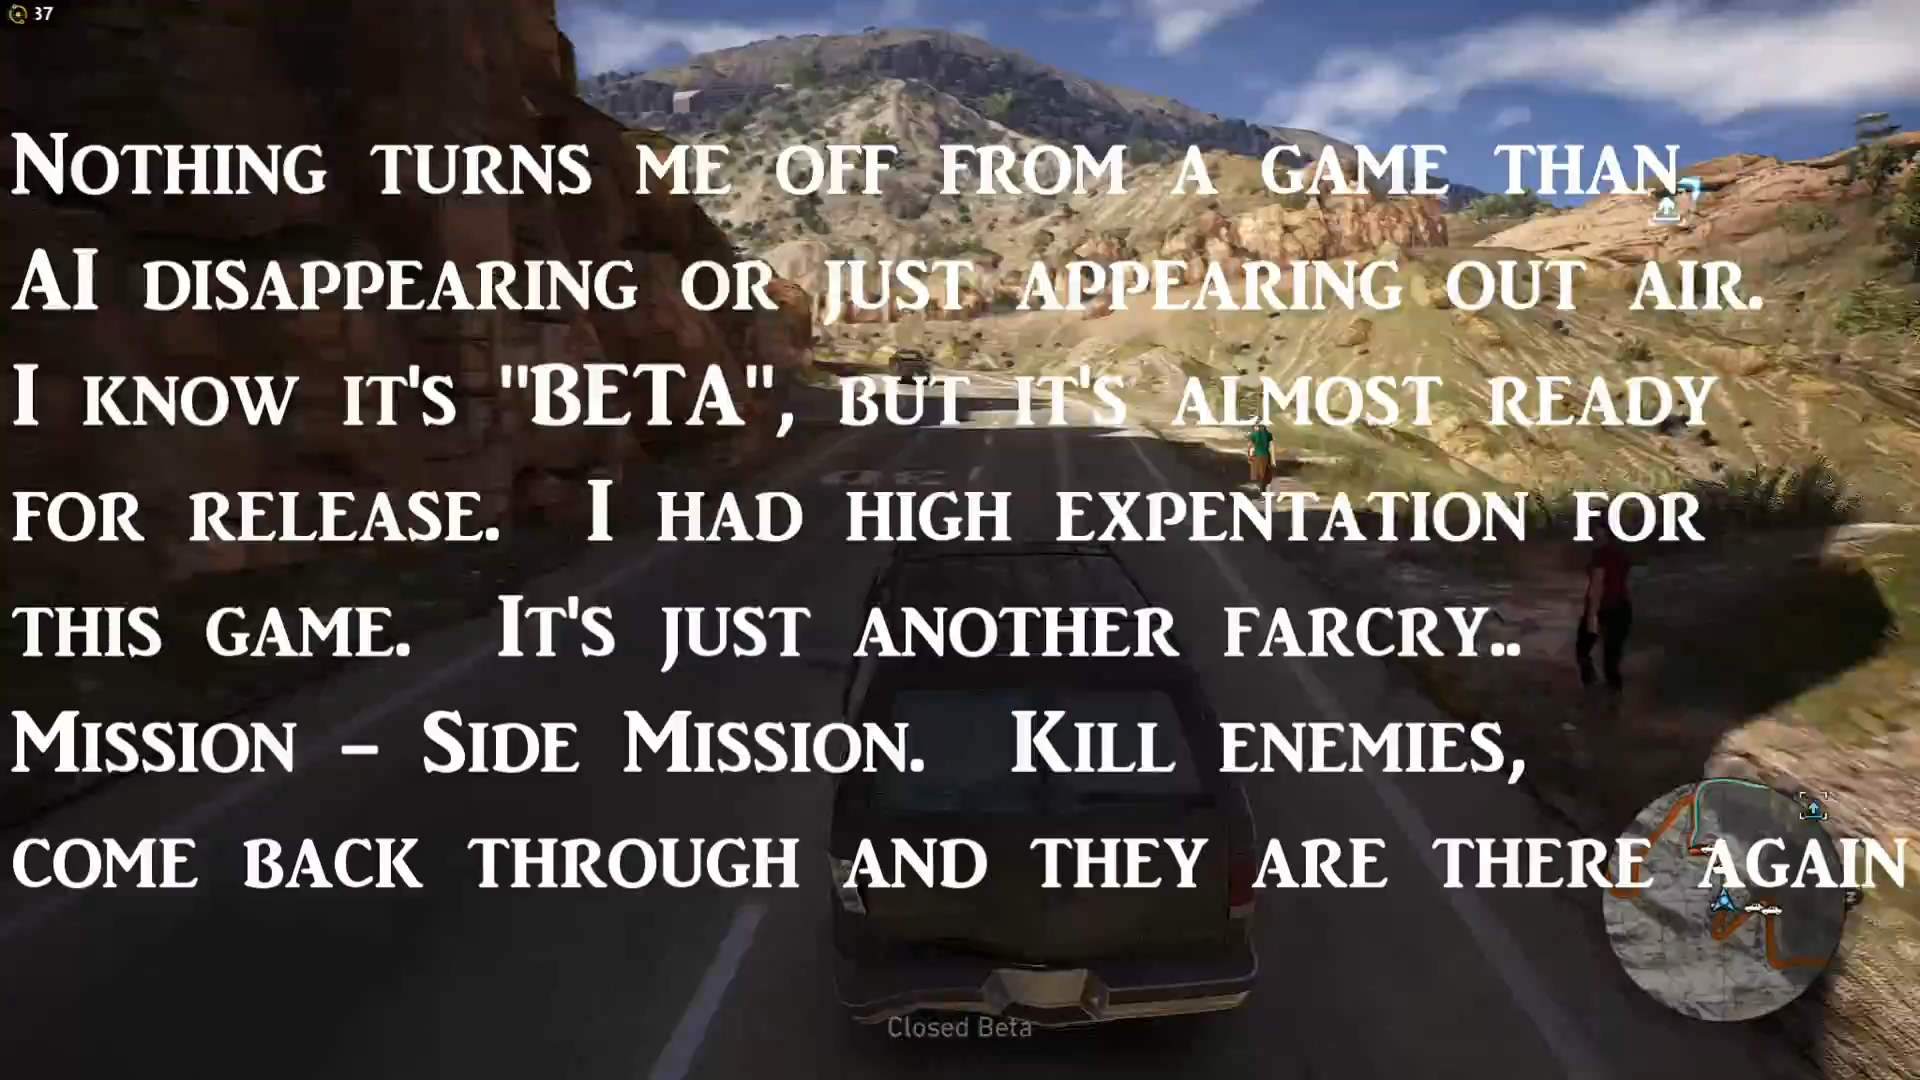 37
Nothing turns me off from a game than
AI disappearing or just appearing out air.
I know it's "BETA", but it's almost ready
for release. I had high expentation for
this game. It's just another farcry..
Mission – Side Mission. Kill enemies,
come back through and they are there again
Closed Beta